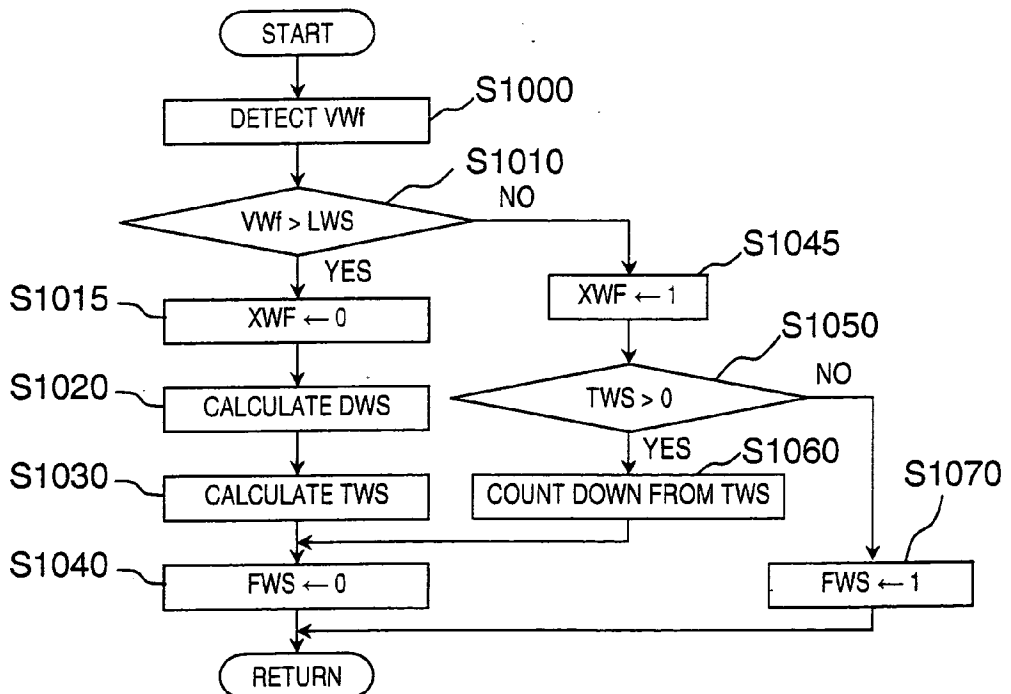 START
S1000
DETECT VWf
S1010
VWf > LWS
NO
YES
S1045
S1015
XWF ← 0
XWF ← 1
S1050
S1020
CALCULATE DWS
TWS > 0
NO
YES
S1060
S1030
CALCULATE TWS
COUNT DOWN FROM TWS
S1070
S1040
FWS ← 0
FWS ← 1
RETURN